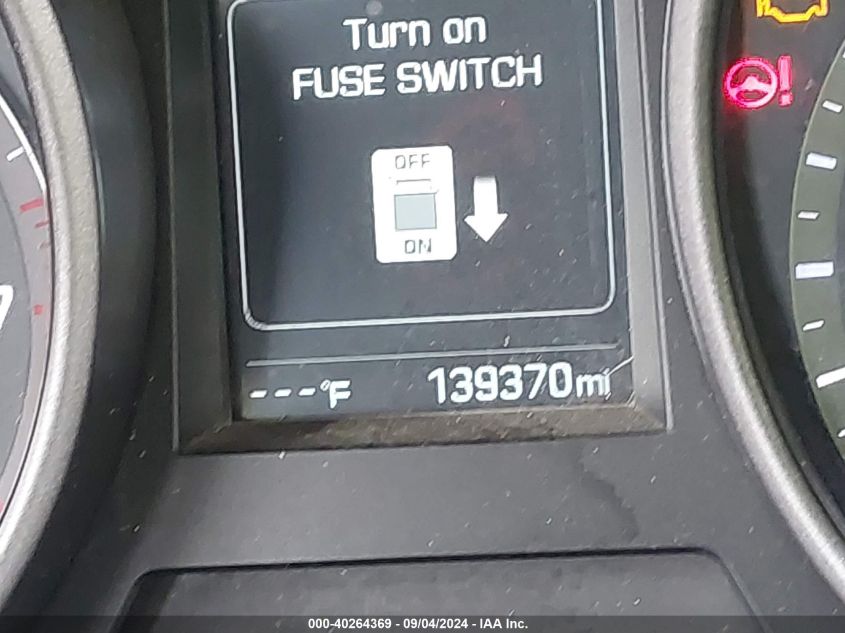 Turn on
FUSE SWITCH
OFF
ON
---°F 139370mi
000-40264369 - 09/04/2024 - IAA Inc.